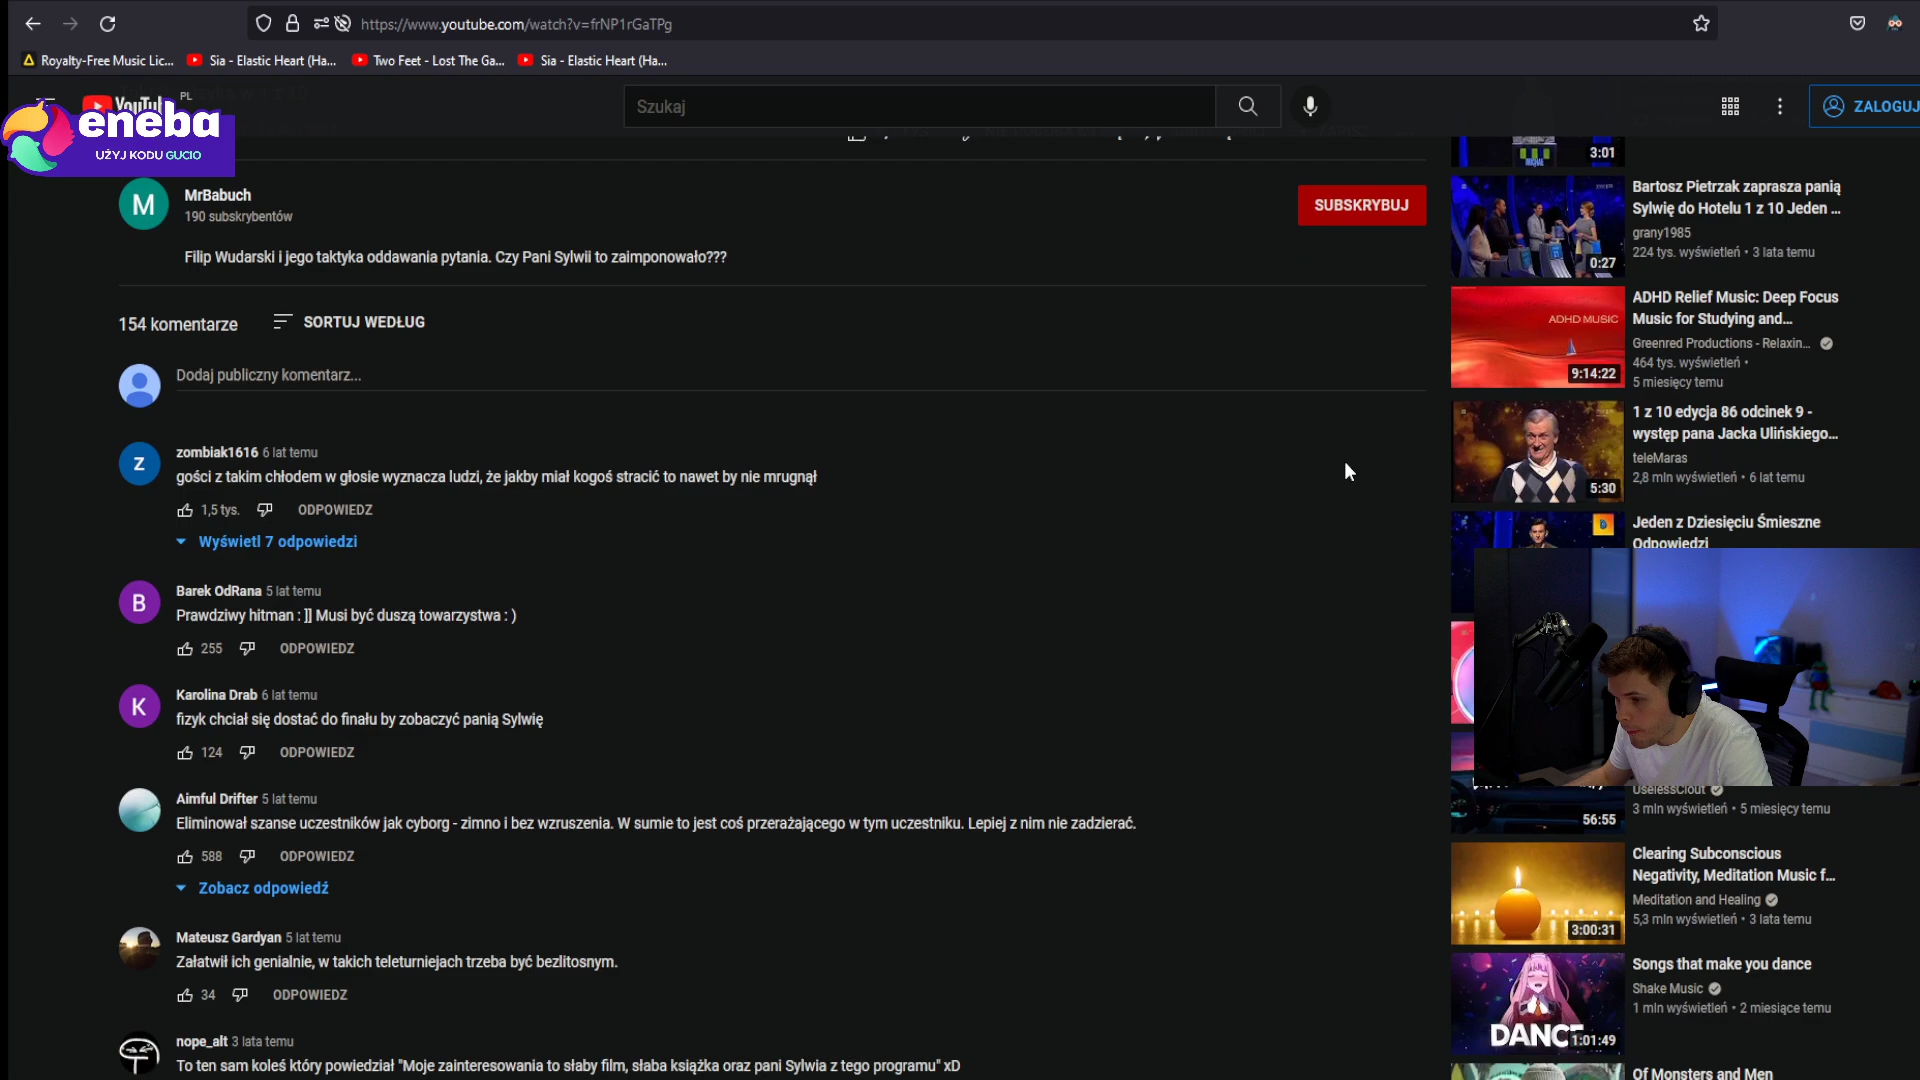 https://www.youtube.com/watch?v=frNP1rGaTPg
Royalty-Free Music Lic...
Sia - Elastic Heart (Ha...
Two Feet - Lost The Ga...
Sia - Elastic Heart (Ha...
PL
eneba
UŻYJ KODU GUCIO
Szukaj
ZALOGUJ
MrBabuch
190 subskrybentów
SUBSKRYBUJ
Filip Wudarski i jego taktyka oddawania pytania. Czy Pani Sylwii to zaimponowało???
154 komentarze
SORTUJ WEDŁUG
Dodaj publiczny komentarz...
zombiak1616 6 lat temu
gości z takim chłodem w głosie wyznacza ludzi, że jakby miał kogoś stracić to nawet by nie mrugnął
1,5 tys.
ODPOWIEDZ
Wyświetl 7 odpowiedzi
Barek OdRana 5 lat temu
Prawdziwy hitman : ]] Musi być duszą towarzystwa : )
255
ODPOWIEDZ
Karolina Drab 6 lat temu
fizyk chciał się dostać do finału by zobaczyć panią Sylwię
124
ODPOWIEDZ
Aimful Drifter 5 lat temu
Eliminował szanse uczestników jak cyborg - zimno i bez wzruszenia. W sumie to jest coś przerażającego w tym uczestniku. Lepiej z nim nie zadzierać.
588
ODPOWIEDZ
Zobacz odpowiedź
Mateusz Gardyan 5 lat temu
Załatwił ich genialnie, w takich teleturniejach trzeba być bezlitosnym.
34
ODPOWIEDZ
nope_alt 3 lata temu
To ten sam koleś który powiedział "Moje zainteresowania to słaby film, słaba książka oraz pani Sylwia z tego programu" xD
3:01
Bartosz Pietrzak zaprasza panią
Sylwię do Hotelu 1 z 10 Jeden ...
grany1985
224 tys. wyświetleń • 3 lata temu
0:27
ADHD Relief Music: Deep Focus
Music for Studying and...
Greenred Productions - Relaxin...
464 tys. wyświetleń •
5 miesięcy temu
ADHD MUSIC
9:14:22
1 z 10 edycja 86 odcinek 9 -
występ pana Jacka Ulińskiego...
teleMaras
2,8 mln wyświetleń • 6 lat temu
5:30
Jeden z Dziesięciu Śmieszne
Odpowiedzi
UselessClout
3 mln wyświetleń • 5 miesięcy temu
56:55
Clearing Subconscious
Negativity, Meditation Music f...
Meditation and Healing
5,3 mln wyświetleń • 3 lata temu
3:00:31
Songs that make you dance
Shake Music
1 mln wyświetleń • 2 miesiące temu
DANCE
1:01:49
Of Monsters and Men